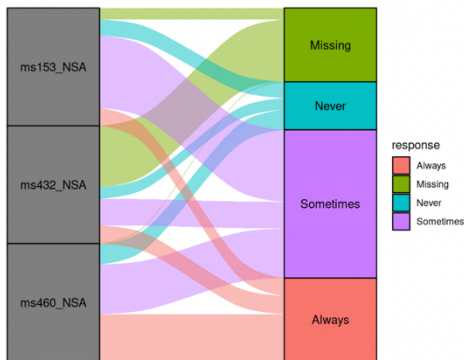 ms153_NSA
ms432_NSA
ms460_NSA
Missing
Never
Sometimes
Always
response
Always
Missing
Never
Sometimes